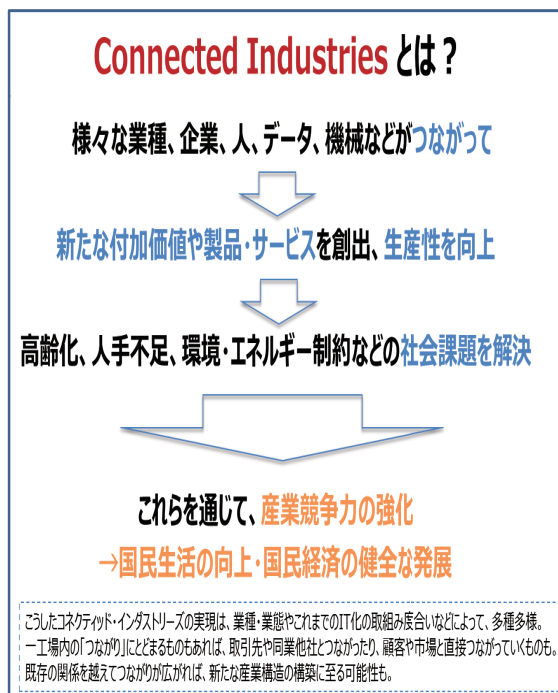 Connected Industries とは？
様々な業種、企業、人、データ、機械などがつながって
新たな付加価値や製品・サービスを創出、生産性を向上
高齢化、人手不足、環境・エネルギー制約などの社会課題を解決
これらを通じて、産業競争力の強化
→国民生活の向上・国民経済の健全な発展
こうしたコネクティッド・インダストリーズの実現は、業種・業態やこれまでのIT化の取組み度合いなどによって、多種多様。
一工場内の「つながり」にとどまるものもあれば、取引先や同業他社とつながったり、顧客や市場と直接つながっていくものも。
既存の関係を越えてつながりが広がれば、新たな産業構造の構築に至る可能性も。